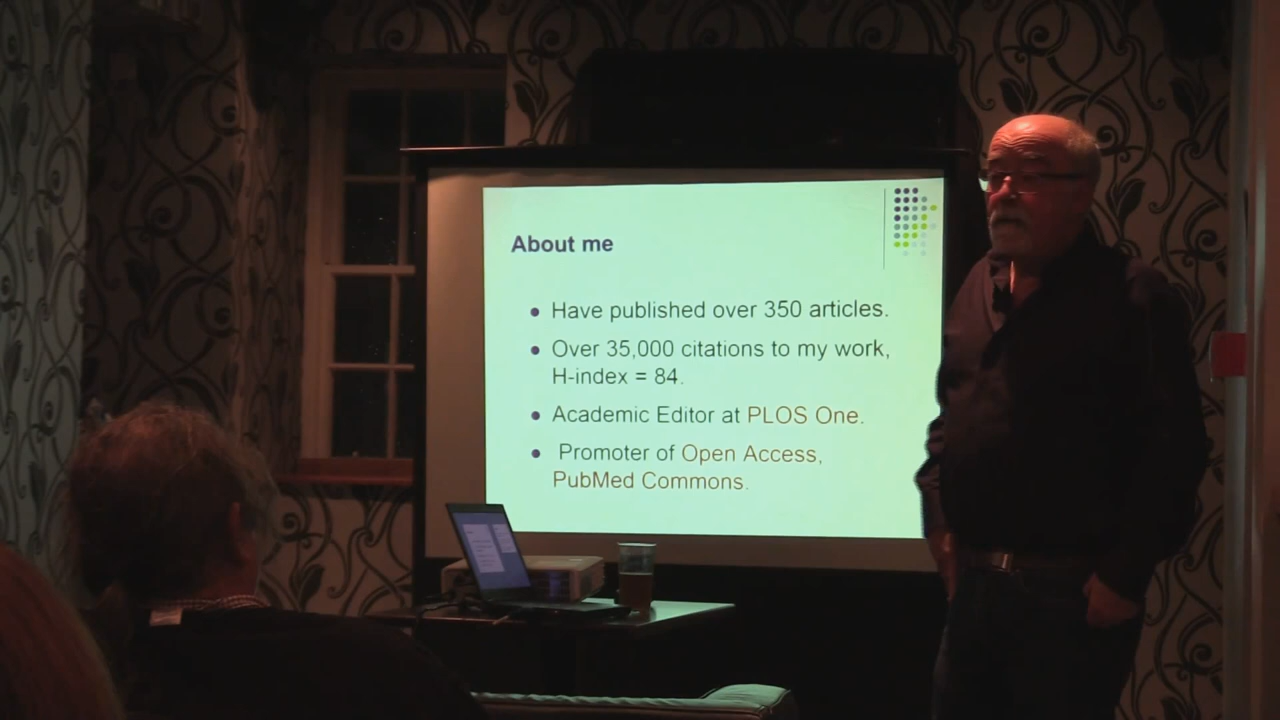 About me
Have published over 350 articles.
Over 35,000 citations to my work,
H-index = 84.
Academic Editor at PLOS One.
Promoter of Open Access,
PubMed Commons.